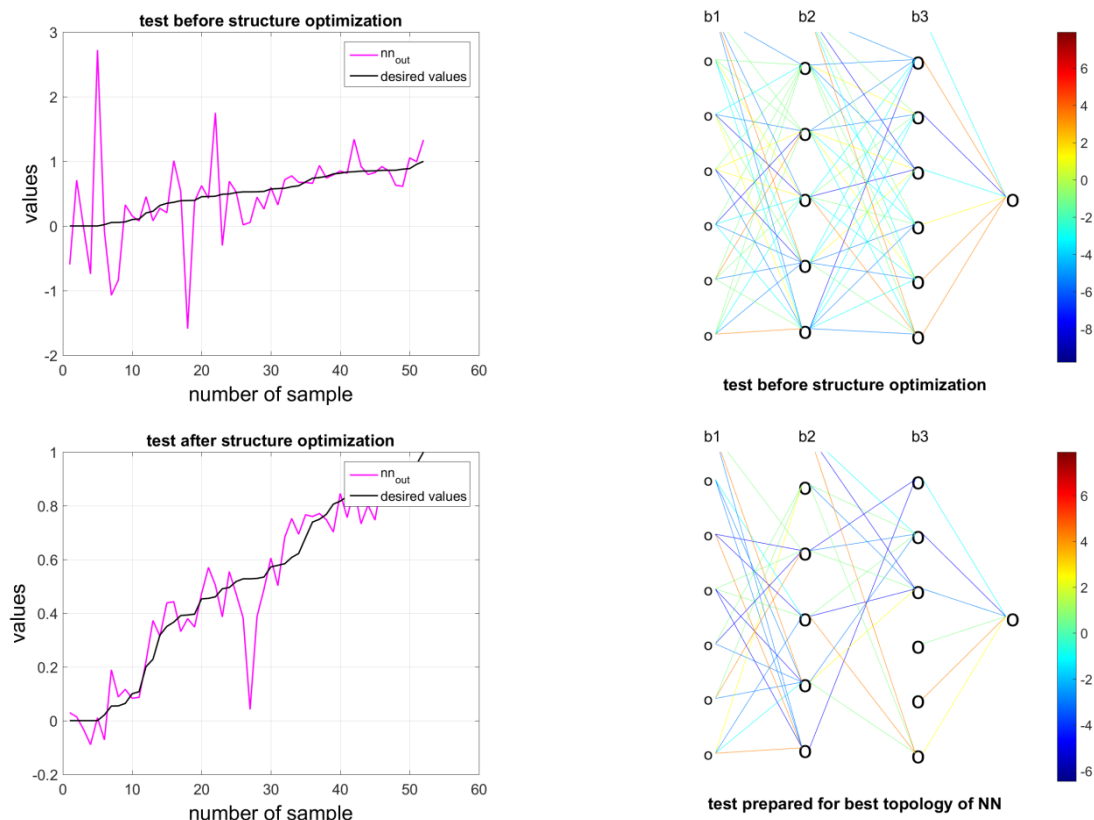 test before structure optimization
3
2
1
0
-1
-2
values
nn_out
desired values
0 10 20 30 40 50 60
number of sample
b1 b2 b3
o o o o o o
O O O O O
O O O O O O
O
6
4
2
0
-2
-4
-6
-8
test before structure optimization
test after structure optimization
1
0.8
0.6
0.4
0.2
0
-0.2
values
nn_out
desired values
0 10 20 30 40 50 60
number of sample
b1 b2 b3
o o o o o o
O O O O O
O O O O O O
O
6
4
2
0
-2
-4
-6
test prepared for best topology of NN